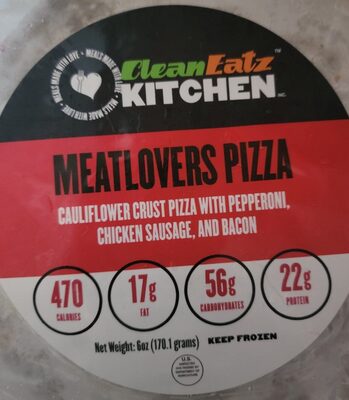 MEALS MADE WITH LOVE • MEALS MADE WITH LOVE • MEALS MADE WITH LOVE •
CleanEatz™
KITCHEN INC.
MEATLOVERS PIZZA
CAULIFLOWER CRUST PIZZA WITH PEPPERONI,
CHICKEN SAUSAGE, AND BACON
470 17g 56g 22g
CALORIES FAT CARBOHYDRATES PROTEIN
Net Weight: 6oz (170.1 grams) KEEP FROZEN
U.S.